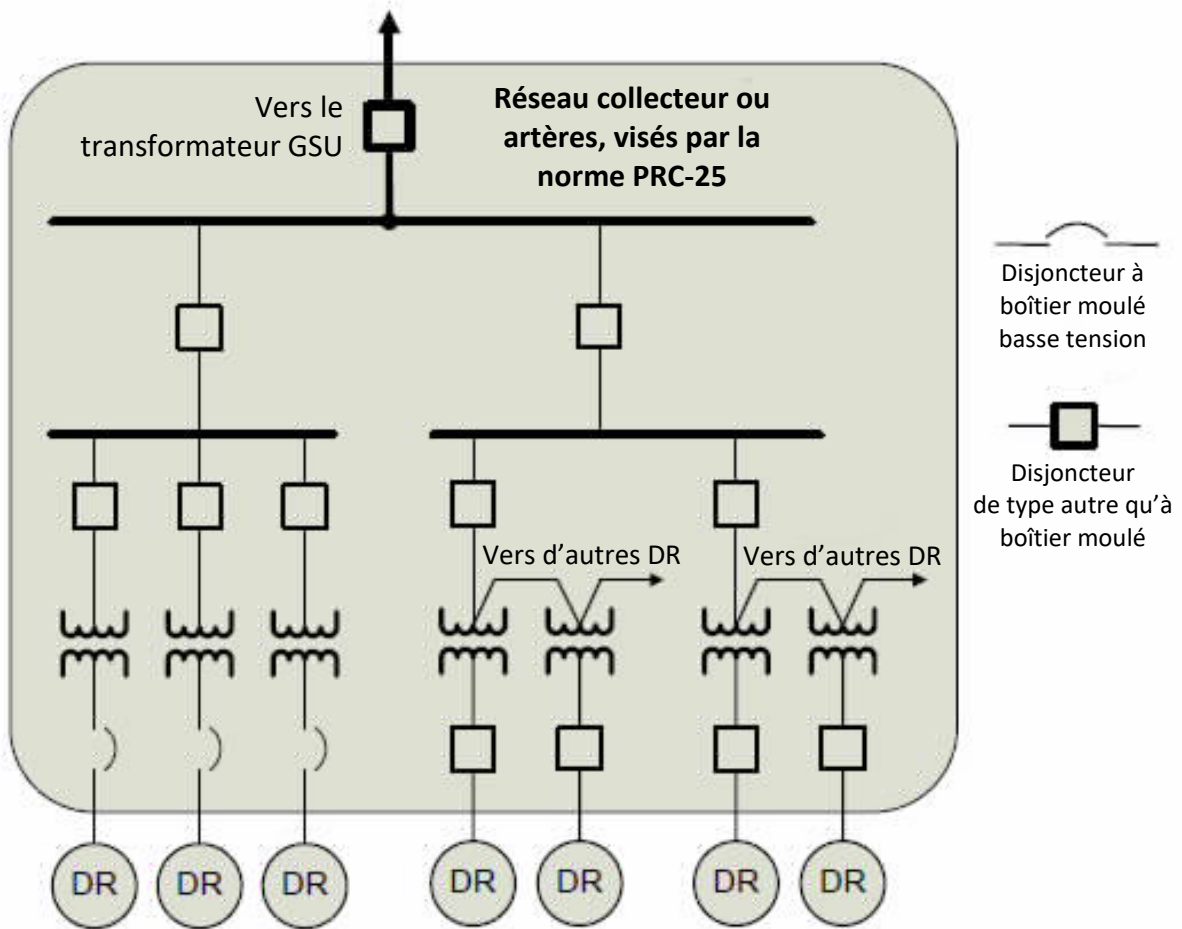 Vers le
transformateur GSU
Réseau collecteur ou
artères, visés par la
norme PRC-25
Disjoncteur à
boîtier moulé
basse tension
Disjoncteur
de type autre qu'à
boîtier moulé
Vers d'autres DR
Vers d'autres DR
DR
DR
DR
DR
DR
DR
DR